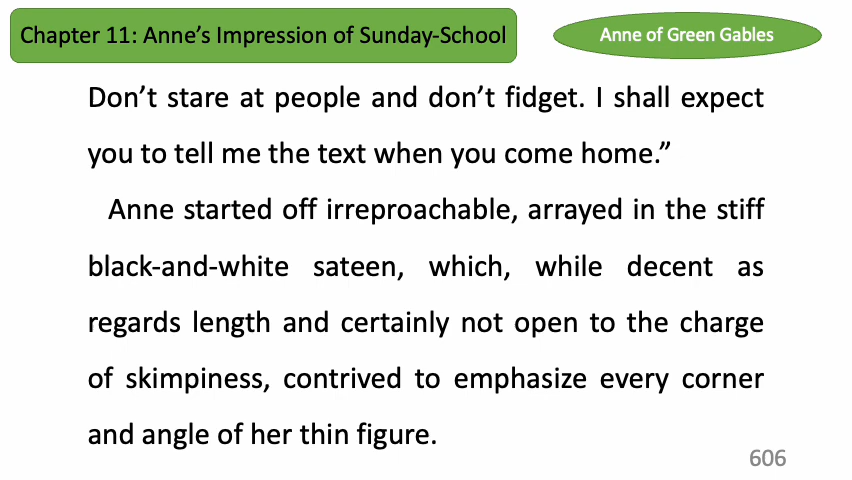 Chapter 11: Anne’s Impression of Sunday-School
Anne of Green Gables
Don’t stare at people and don’t fidget. I shall expect
you to tell me the text when you come home.”
Anne started off irreproachable, arrayed in the stiff
black-and-white sateen, which, while decent as
regards length and certainly not open to the charge
of skimpiness, contrived to emphasize every corner
and angle of her thin figure.
606